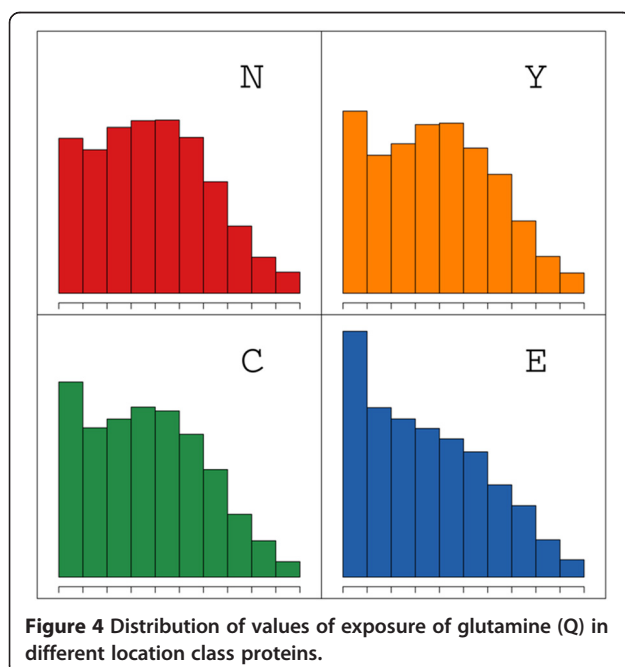 N
Y
C
E
Figure 4 Distribution of values of exposure of glutamine (Q) in
different location class proteins.